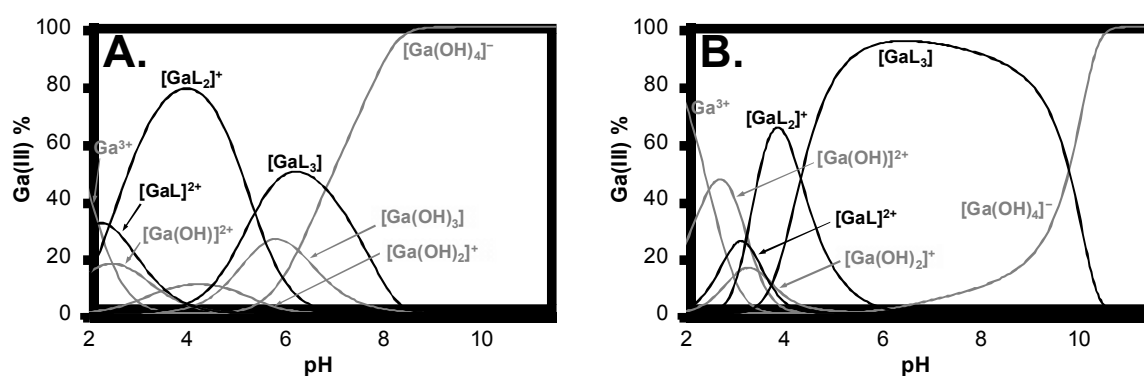 A.
Ga(III) %
100
80
60
40
20
0
2
4
6
8
10
pH
Ga³⁺
[GaL]²⁺
[Ga(OH)]²⁺
[GaL₂]⁺
[GaL₃]
[Ga(OH)₄]⁻
[Ga(OH)₃]
[Ga(OH)₂]⁺
B.
Ga(III) %
100
80
60
40
20
0
2
4
6
8
10
pH
Ga³⁺
[GaL₂]⁺
[GaL₃]
[Ga(OH)]²⁺
[GaL]²⁺
[Ga(OH)₂]⁺
[Ga(OH)₄]⁻